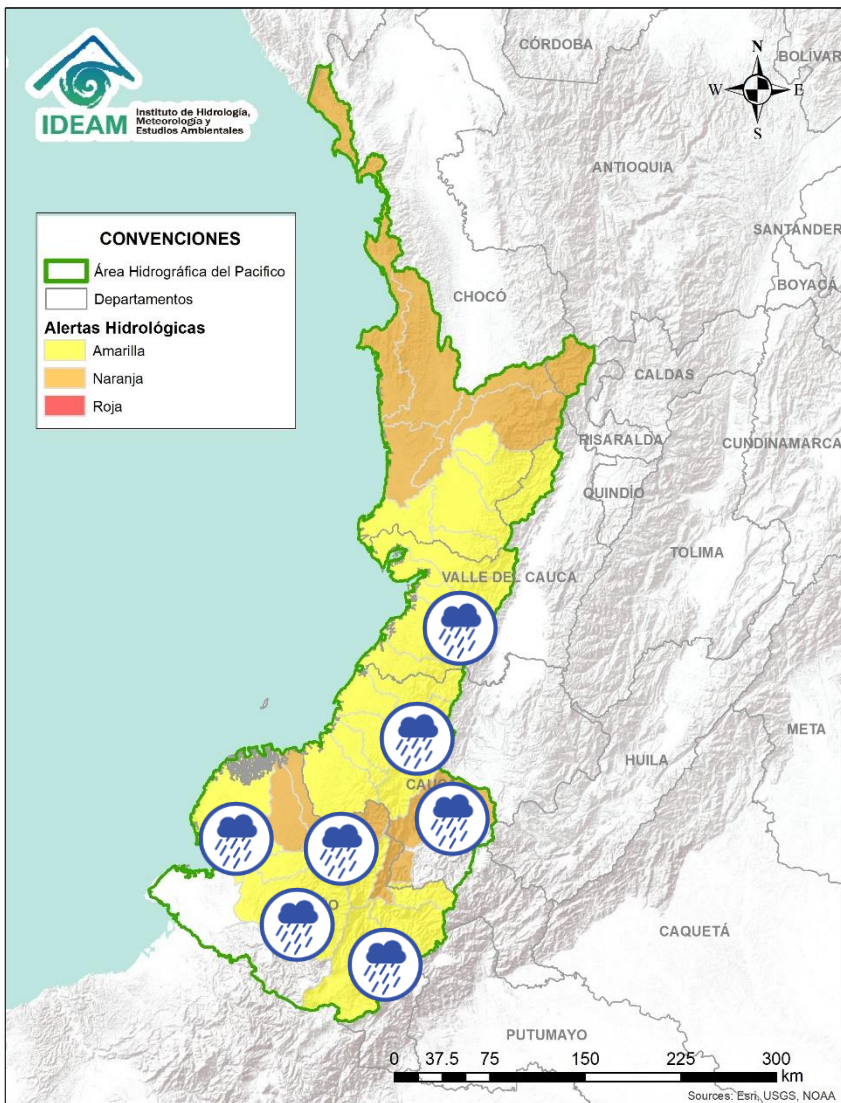 IDEAM
Instituto de Hidrología,
Meteorología y
Estudios Ambientales
N
W
E
S
CÓRDOBA
BOLÍVAR
ANTIOQUIA
SANTANDER
BOYACÁ
CHOCÓ
CALDAS
RISARALDA
CUNDINAMARCA
QUINDÍO
TOLIMA
VALLE DEL CAUCA
META
HUILA
CAQUETÁ
PUTUMAYO
CONVENCIONES
Área Hidrográfica del Pacifico
Departamentos
Alertas Hidrológicas
Amarilla
Naranja
Roja
0 37.5 75 150 225 300
km
Sources: Esri, USGS, NOAA